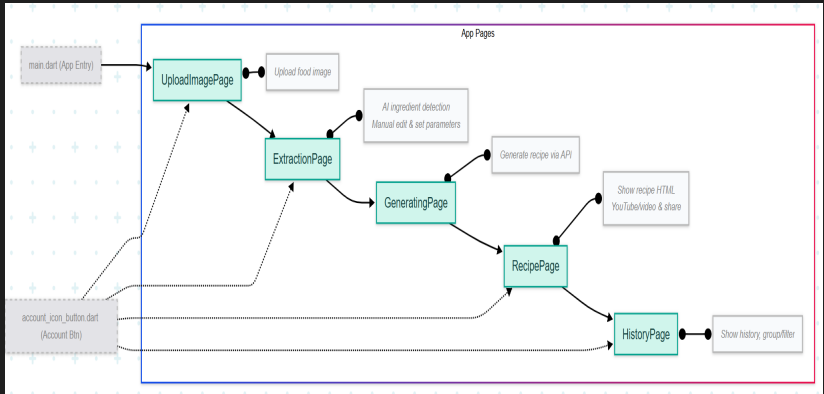 App Pages
main.dart (App Entry)
UploadImagePage
Upload food image
AI ingredient detection
Manual edit & set parameters
ExtractionPage
Generate recipe via API
GeneratingPage
Show recipe HTML
YouTube/video & share
RecipePage
account_icon_button.dart
(Account Btn)
HistoryPage
Show history, group/filter